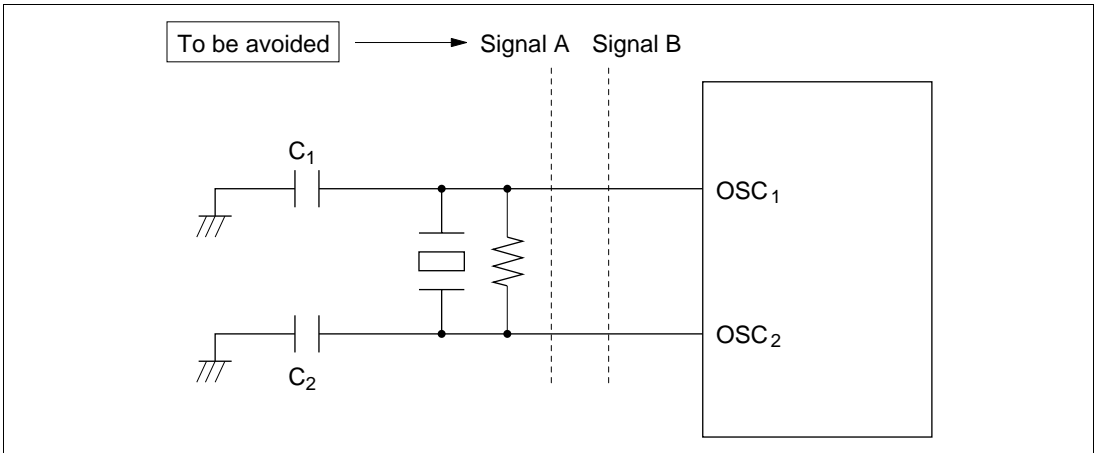 To be avoided Signal A Signal B
C1
OSC1
OSC2
C2